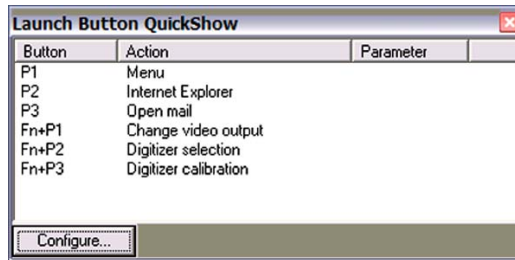 Launch Button QuickShow
Button Action Parameter
P1 Menu
P2 Internet Explorer
P3 Open mail
Fn+P1 Change video output
Fn+P2 Digitizer selection
Fn+P3 Digitizer calibration
Configure...